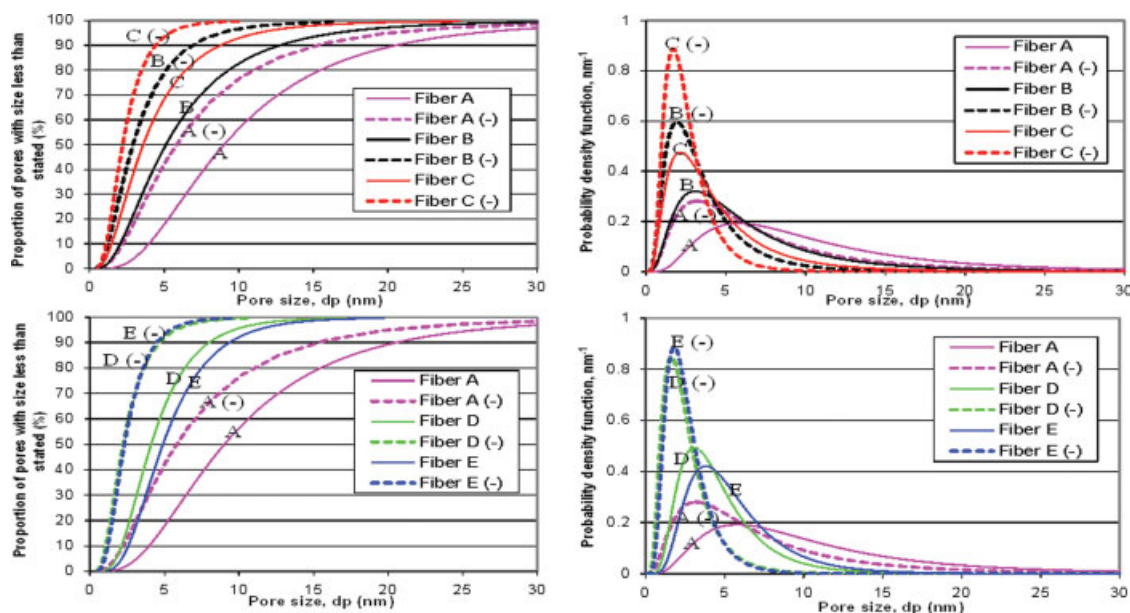 Proportion of pores with size less than
stated (%)
100
90
80
70
60
50
40
30
20
10
0
0
5
10
15
20
25
30
Pore size, dp (nm)
C (-)
B (-)
C
B
A (-)
A
Fiber A
Fiber A (-)
Fiber B
Fiber B (-)
Fiber C
Fiber C (-)
Probability density function, nm-1
1
0.8
0.6
0.4
0.2
0
0
5
10
15
20
25
30
Pore size, dp (nm)
C (-)
B (-)
C
B
A (-)
A
Fiber A
Fiber A (-)
Fiber B
Fiber B (-)
Fiber C
Fiber C (-)
Proportion of pores with size less than
stated (%)
100
90
80
70
60
50
40
30
20
10
0
0
5
10
15
20
25
30
Pore size, dp (nm)
E (-)
D (-)
D
E
A (-)
A
Fiber A
Fiber A (-)
Fiber D
Fiber D (-)
Fiber E
Fiber E (-)
Probability density function, nm-1
1
0.8
0.6
0.4
0.2
0
0
5
10
15
20
25
30
Pore size, dp (nm)
E (-)
D (-)
D
E
A (-)
A
Fiber A
Fiber A (-)
Fiber D
Fiber D (-)
Fiber E
Fiber E (-)